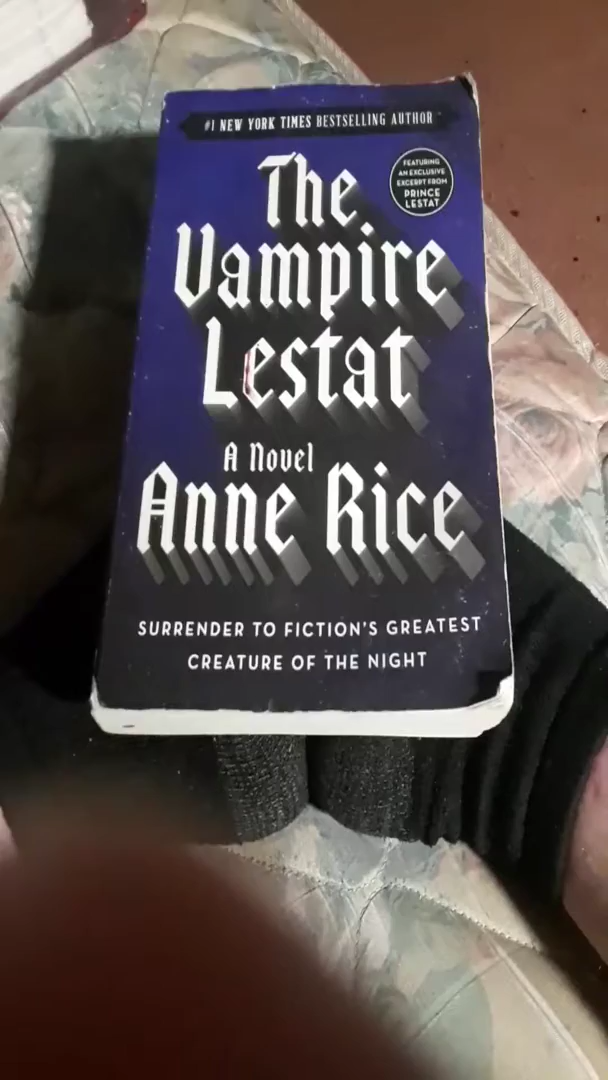 #1 NEW YORK TIMES BESTSELLING AUTHOR
FEATURING
AN EXCLUSIVE
EXCERPT FROM
PRINCE
LESTAT
The
Vampire
Lestat
A Novel
Anne Rice
SURRENDER TO FICTION'S GREATEST
CREATURE OF THE NIGHT